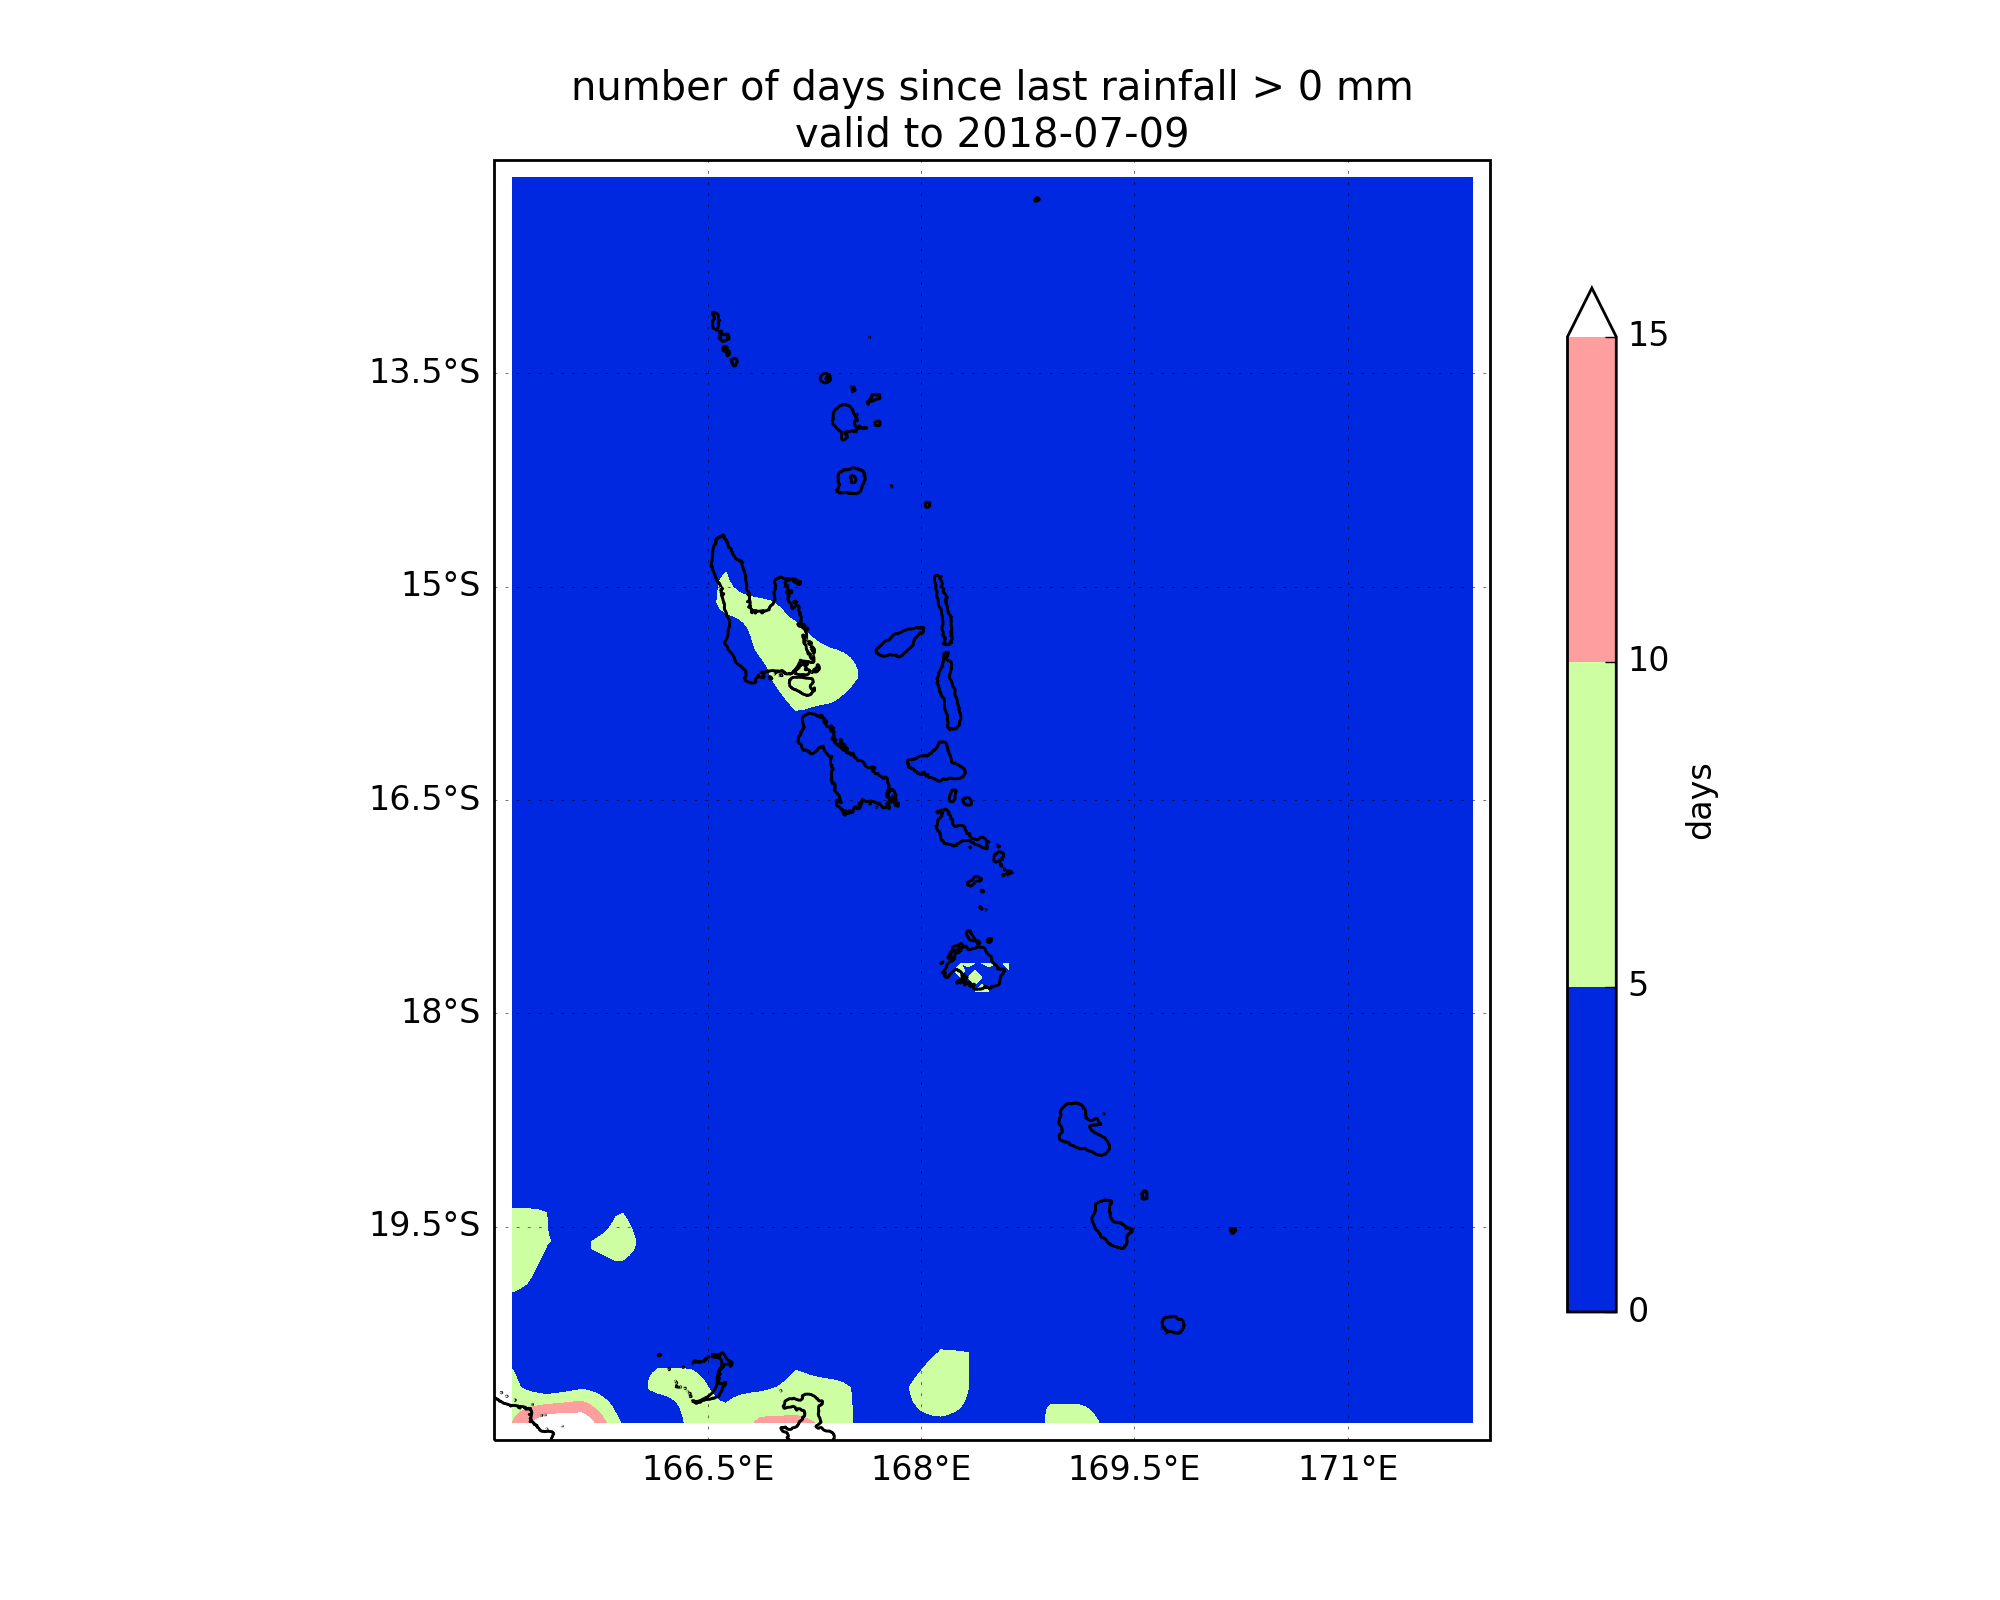 number of days since last rainfall > 0 mm
valid to 2018-07-09
13.5°S
15°S
16.5°S
18°S
19.5°S
166.5°E
168°E
169.5°E
171°E
15
10
5
0
days